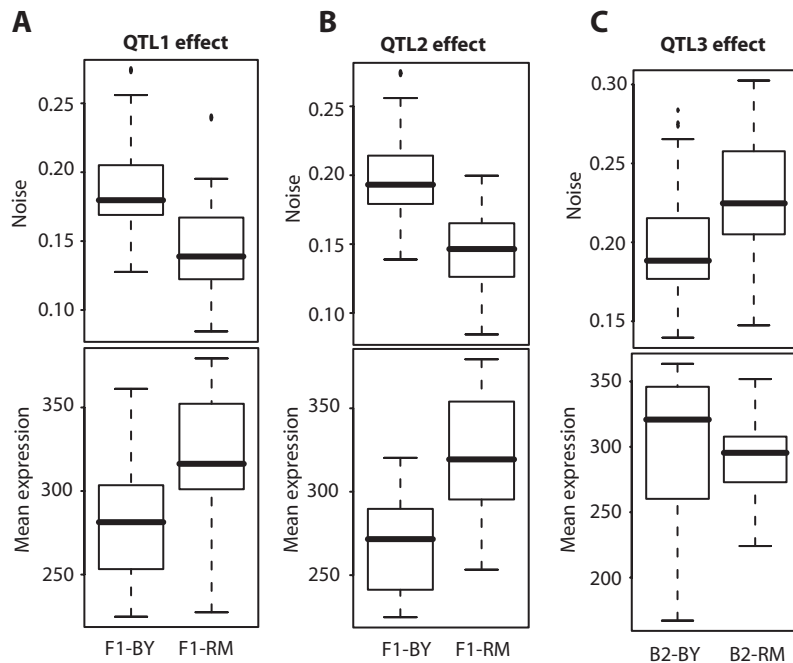 A
QTL1 effect
Noise
0.25
0.20
0.15
0.10
Mean expression
350
300
250
F1-BY F1-RM
B
QTL2 effect
Noise
0.25
0.20
0.15
0.10
Mean expression
350
300
250
F1-BY F1-RM
C
QTL3 effect
Noise
0.30
0.25
0.20
0.15
Mean expression
350
300
250
200
B2-BY B2-RM